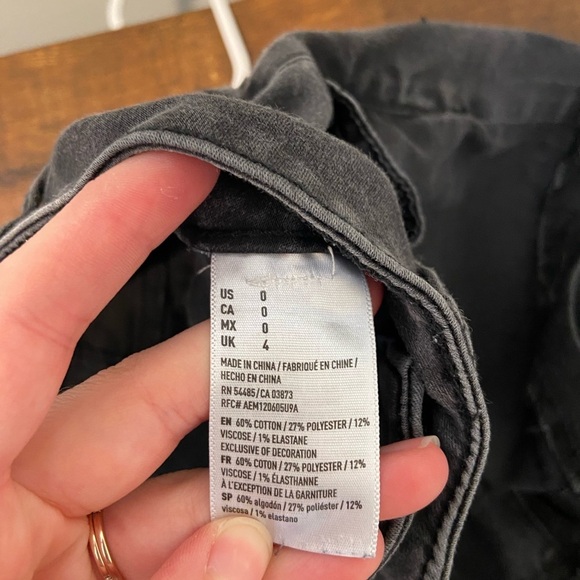 US 0
CA 0
MX 0
UK 4
MADE IN CHINA / FABRIQUÉ EN CHINE /
HECHO EN CHINA
RN 54485/CA 03873
RFC# AEM120605U9A
EN 60% COTTON / 27% POLYESTER / 12%
VISCOSE / 1% ELASTANE
EXCLUSIVE OF DECORATION
FR 60% COTON / 27% POLYESTER / 12%
VISCOSE / 1% ÉLASTHANNE
À L'EXCEPTION DE LA GARNITURE
SP 60% algodón / 27% poliéster / 12%
viscosa / 1% elastano